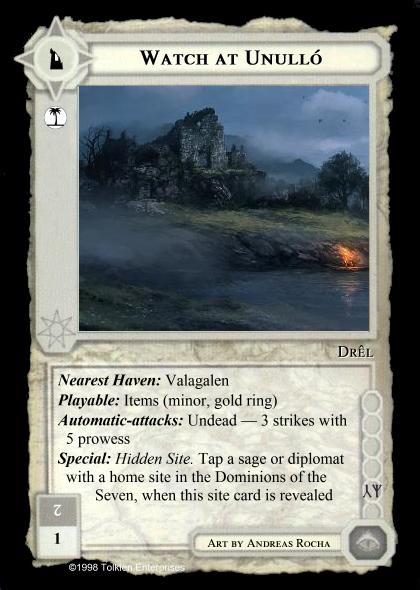 Watch at Unulló
Drêl
Nearest Haven: Valagalen
Playable: Items (minor, gold ring)
Automatic-attacks: Undead — 3 strikes with
5 prowess
Special: Hidden Site. Tap a sage or diplomat
with a home site in the Dominions of the
Seven, when this site card is revealed
2
1
Art by Andreas Rocha
©1998 Tolkien Enterprises